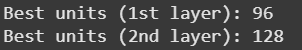 Best units (1st layer): 96
Best units (2nd layer): 128